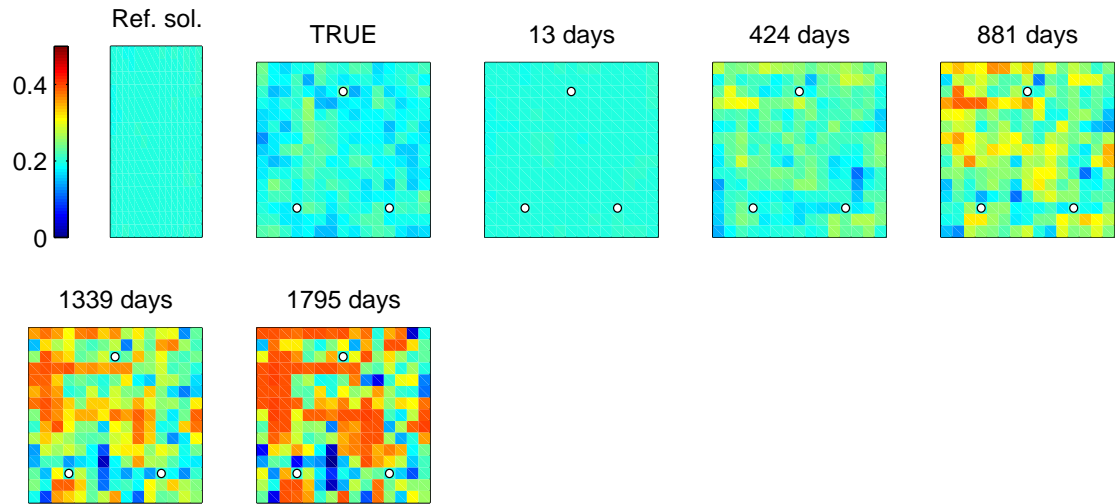 Ref. sol.
TRUE
13 days
424 days
881 days
0.4
0.2
0
1339 days
1795 days